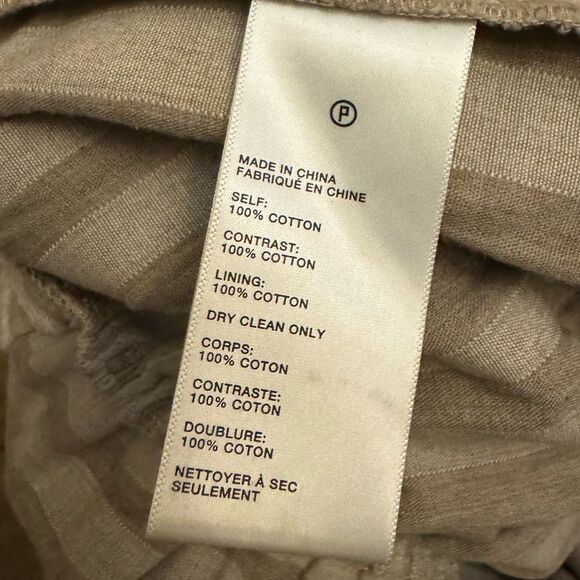 P
MADE IN CHINA
FABRIQUÉ EN CHINE
SELF:
100% COTTON
CONTRAST:
100% COTTON
LINING:
100% COTTON
DRY CLEAN ONLY
CORPS:
100% COTON
CONTRASTE:
100% COTON
DOUBLURE:
100% COTON
NETTOYER À SEC
SEULEMENT